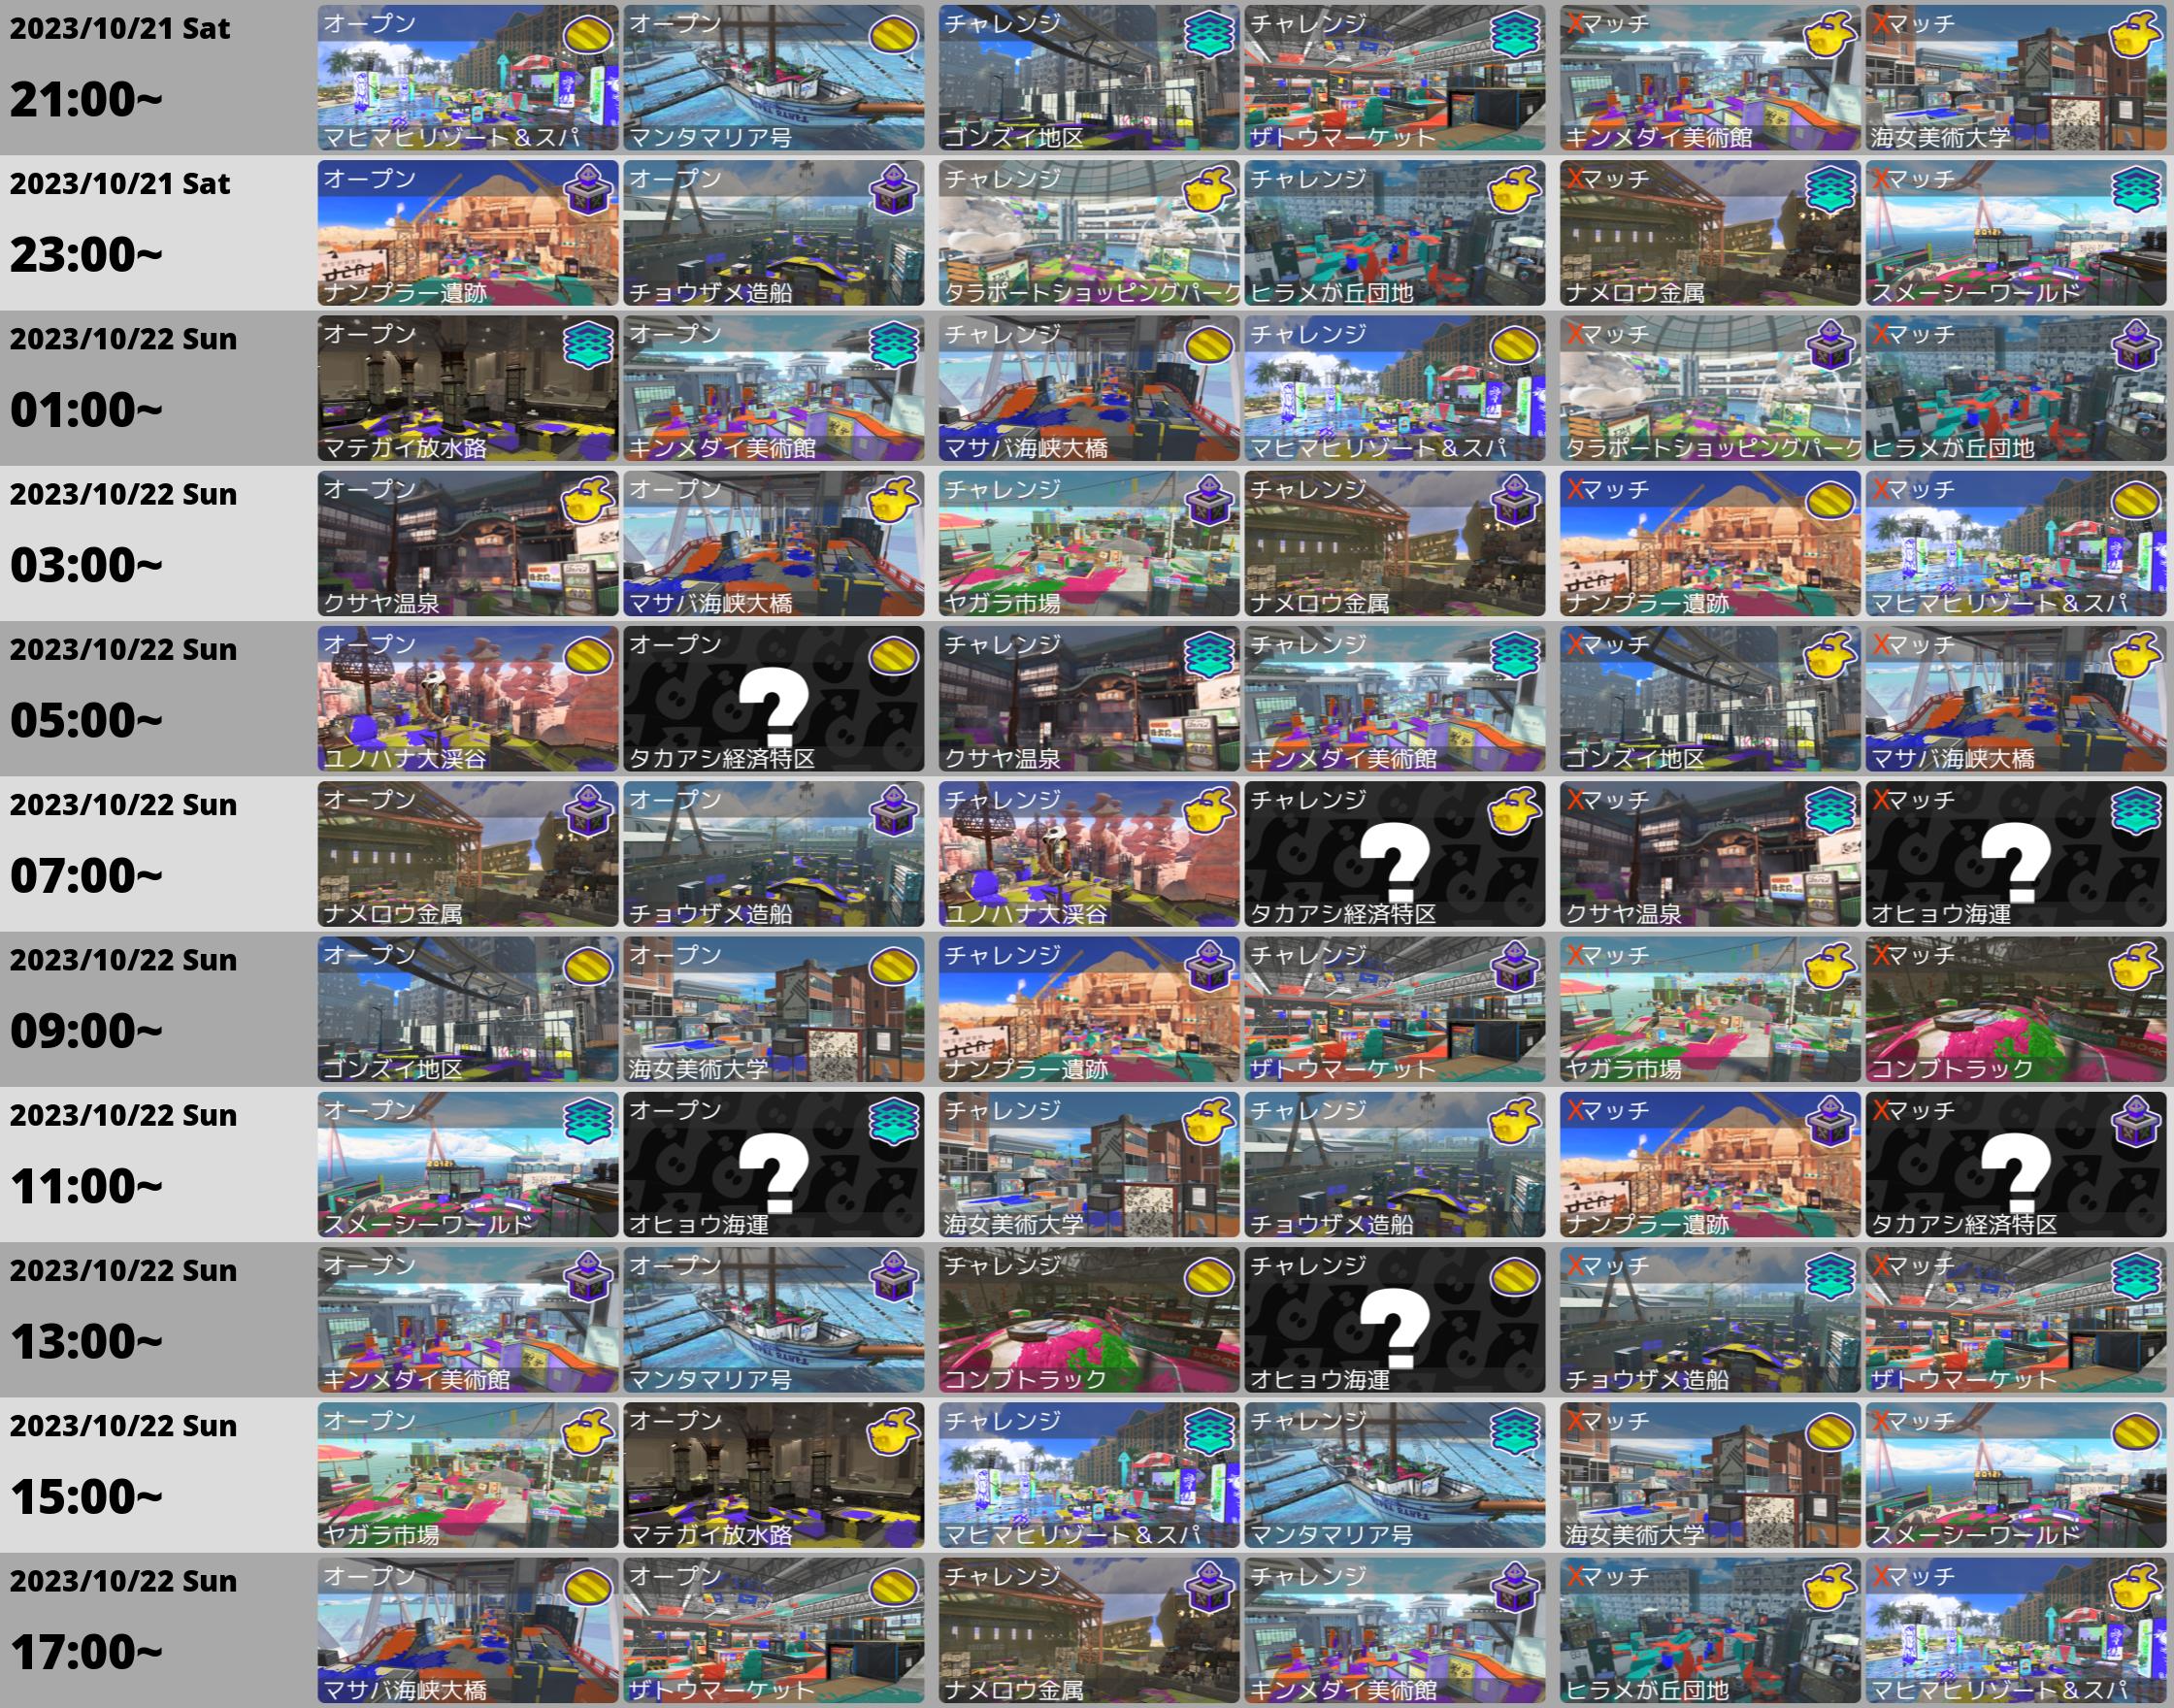 2023/10/21 Sat
21:00~
オープン
マヒマヒリゾート＆スパ
オープン
マンタマリア号
チャレンジ
ゴンズイ地区
チャレンジ
ザトウマーケット
Xマッチ
キンメダイ美術館
Xマッチ
海女美術大学
2023/10/21 Sat
23:00~
オープン
ナンプラー遺跡
オープン
チョウザメ造船
チャレンジ
タラポートショッピングパーク
チャレンジ
ヒラメが丘団地
Xマッチ
ナメロウ金属
Xマッチ
スメーシーワールド
2023/10/22 Sun
01:00~
オープン
マテガイ放水路
オープン
キンメダイ美術館
チャレンジ
マサバ海峡大橋
チャレンジ
マヒマヒリゾート＆スパ
Xマッチ
タラポートショッピングパーク
Xマッチ
ヒラメが丘団地
2023/10/22 Sun
03:00~
オープン
クサヤ温泉
オープン
マサバ海峡大橋
チャレンジ
ヤガラ市場
チャレンジ
ナメロウ金属
Xマッチ
ナンプラー遺跡
Xマッチ
マヒマヒリゾート＆スパ
2023/10/22 Sun
05:00~
オープン
ユノハナ大渓谷
オープン
?
タカアシ経済特区
チャレンジ
クサヤ温泉
チャレンジ
キンメダイ美術館
Xマッチ
ゴンズイ地区
Xマッチ
マサバ海峡大橋
2023/10/22 Sun
07:00~
オープン
ナメロウ金属
オープン
チョウザメ造船
チャレンジ
ユノハナ大渓谷
チャレンジ
?
タカアシ経済特区
Xマッチ
クサヤ温泉
Xマッチ
?
オヒョウ海運
2023/10/22 Sun
09:00~
オープン
ゴンズイ地区
オープン
海女美術大学
チャレンジ
ナンプラー遺跡
チャレンジ
ザトウマーケット
Xマッチ
ヤガラ市場
Xマッチ
コンブトラック
2023/10/22 Sun
11:00~
オープン
スメーシーワールド
オープン
?
オヒョウ海運
チャレンジ
海女美術大学
チャレンジ
チョウザメ造船
Xマッチ
ナンプラー遺跡
Xマッチ
?
タカアシ経済特区
2023/10/22 Sun
13:00~
オープン
キンメダイ美術館
オープン
マンタマリア号
チャレンジ
コンブトラック
チャレンジ
?
オヒョウ海運
Xマッチ
チョウザメ造船
Xマッチ
ザトウマーケット
2023/10/22 Sun
15:00~
オープン
ヤガラ市場
オープン
マテガイ放水路
チャレンジ
マヒマヒリゾート＆スパ
チャレンジ
マンタマリア号
Xマッチ
海女美術大学
Xマッチ
スメーシーワールド
2023/10/22 Sun
17:00~
オープン
マサバ海峡大橋
オープン
ザトウマーケット
チャレンジ
ナメロウ金属
チャレンジ
キンメダイ美術館
Xマッチ
ヒラメが丘団地
Xマッチ
マヒマヒリゾート＆スパ